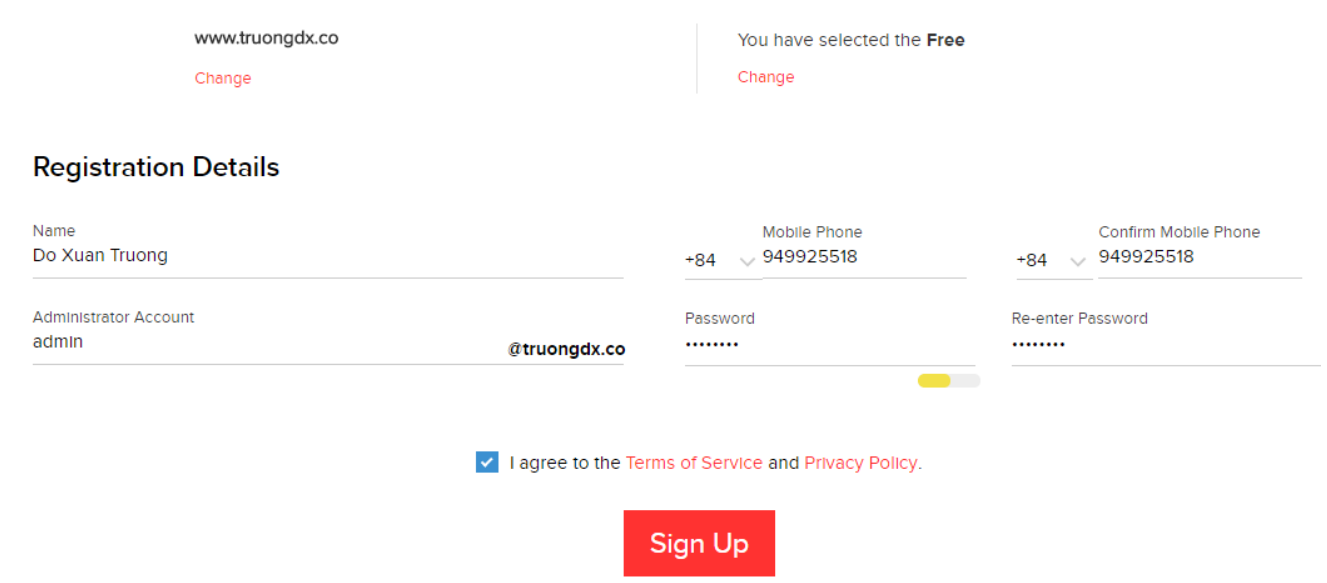 www.truongdx.co
Change
You have selected the Free
Change
Registration Details
Name
Do Xuan Truong
Mobile Phone
+84 949925518
Confirm Mobile Phone
+84 949925518
Administrator Account
admin
@truongdx.co
Password
••••••••
Re-enter Password
••••••••
I agree to the Terms of Service and Privacy Policy.
Sign Up